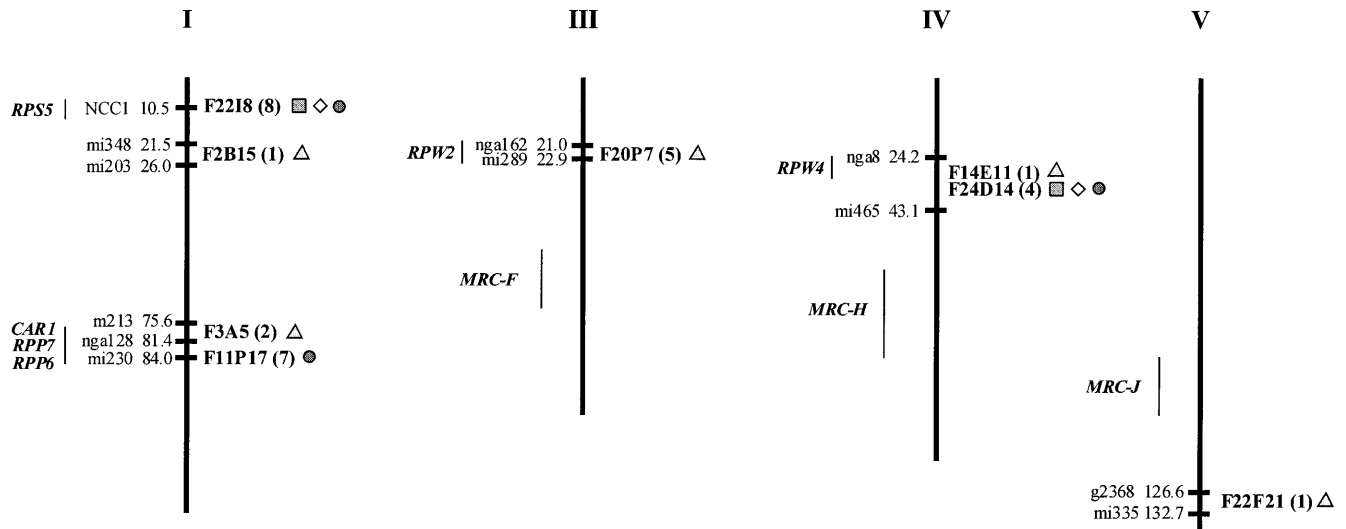 I
RPS5 NCC1 10.5 F22I8 (8)
mi348 21.5
F2B15 (1)
mi203 26.0
m213 75.6
CAR1
F3A5 (2)
RPP7 nga128 81.4
RPP6 mi230 84.0 F11P17 (7)
III
nga162 21.0
RPW2 F20P7 (5)
mi289 22.9
MRC-F
IV
nga8 24.2
RPW4 F14E11 (1)
F24D14 (4)
mi465 43.1
MRC-H
V
MRC-J
g2368 126.6
F22F21 (1)
mi335 132.7